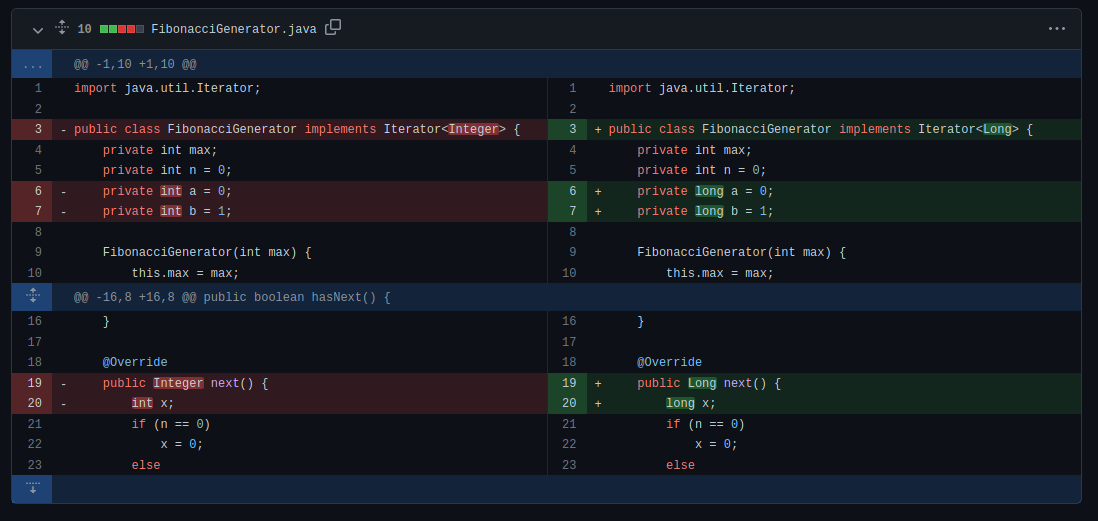 10 FibonacciGenerator.java
... @@ -1,10 +1,10 @@
1 import java.util.Iterator; 1 import java.util.Iterator;
2 2
3 - public class FibonacciGenerator implements Iterator<Integer> { 3 + public class FibonacciGenerator implements Iterator<Long> {
4 private int max; 4 private int max;
5 private int n = 0; 5 private int n = 0;
6 - private int a = 0; 6 + private long a = 0;
7 - private int b = 1; 7 + private long b = 1;
8 8
9 FibonacciGenerator(int max) { 9 FibonacciGenerator(int max) {
10 this.max = max; 10 this.max = max;
@@ -16,8 +16,8 @@ public boolean hasNext() {
16 } 16 }
17 17
18 @Override 18 @Override
19 - public Integer next() { 19 + public Long next() {
20 - int x; 20 + long x;
21 if (n == 0) 21 if (n == 0)
22 x = 0; 22 x = 0;
23 else 23 else